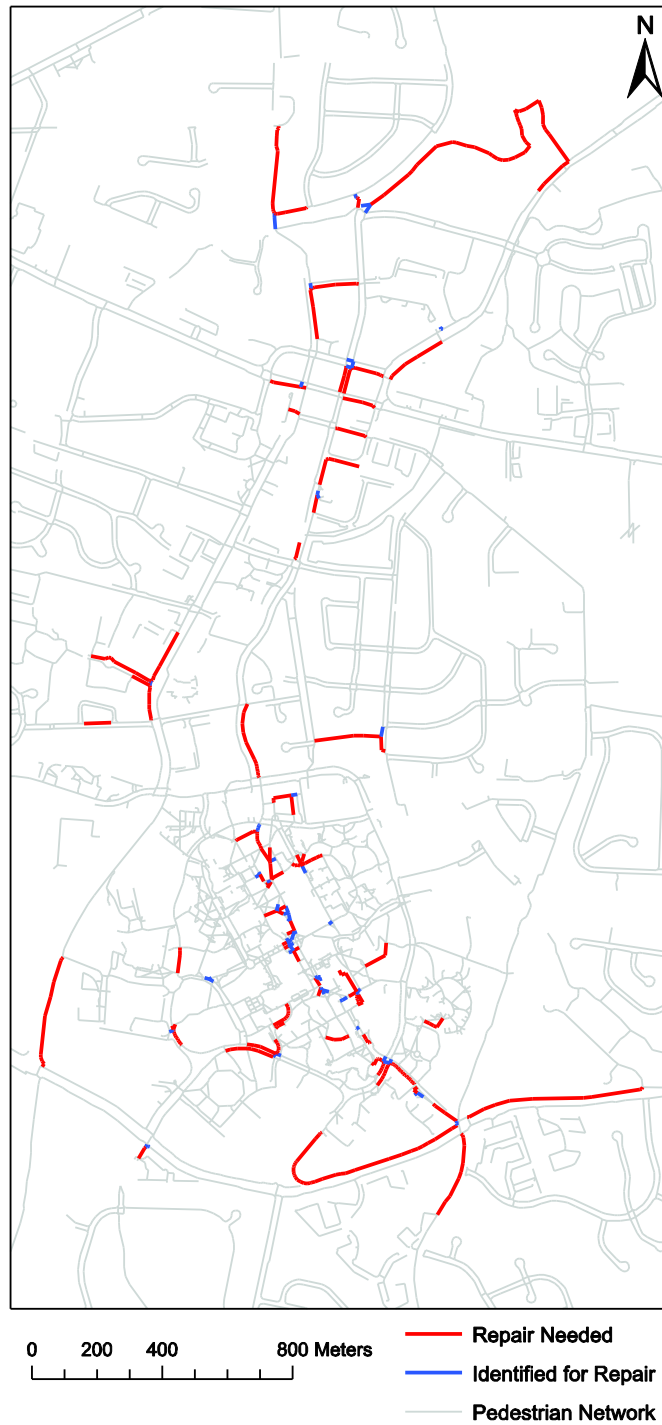 N
0 200 400 800 Meters
Repair Needed
Identified for Repair
Pedestrian Network